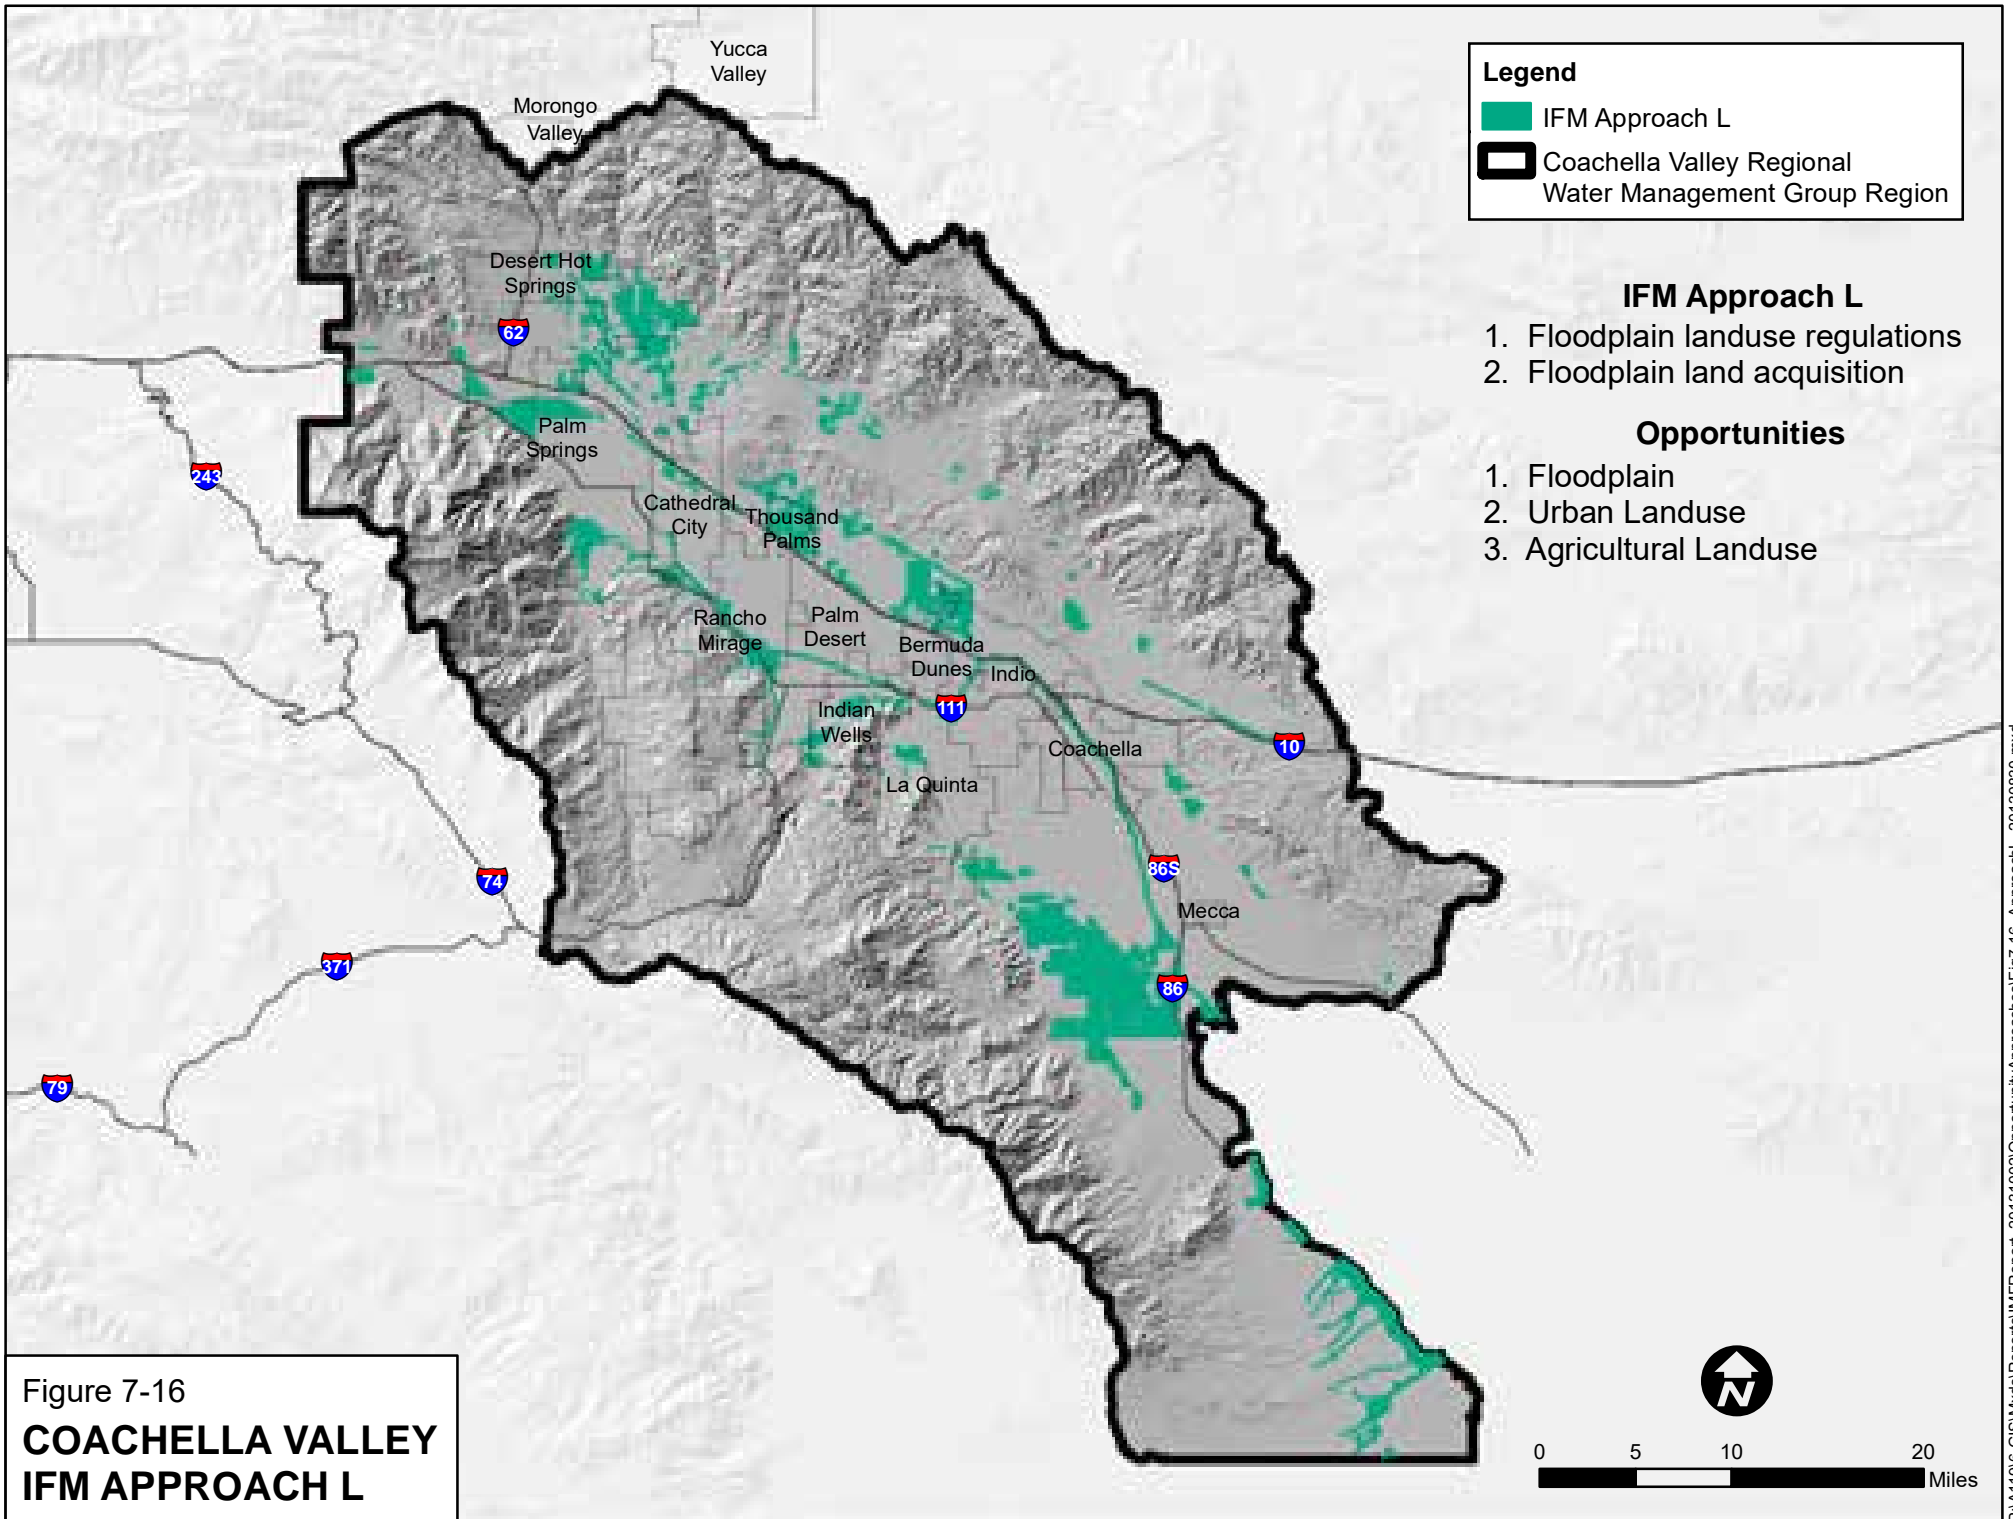 Yucca
Valley
Morongo
Valley
Legend
IFM Approach L
Coachella Valley Regional
Water Management Group Region
IFM Approach L
1. Floodplain landuse regulations
2. Floodplain land acquisition
Opportunities
1. Floodplain
2. Urban Landuse
3. Agricultural Landuse
Desert Hot
Springs
62
Palm
Springs
243
Cathedral
City
Thousand
Palms
Rancho
Mirage
Palm
Desert
Bermuda
Dunes
Indio
111
Indian
Wells
Coachella
10
La Quinta
74
86S
Mecca
371
86
79
Figure 7-16
COACHELLA VALLEY
IFM APPROACH L
N
0 5 10 20
Miles